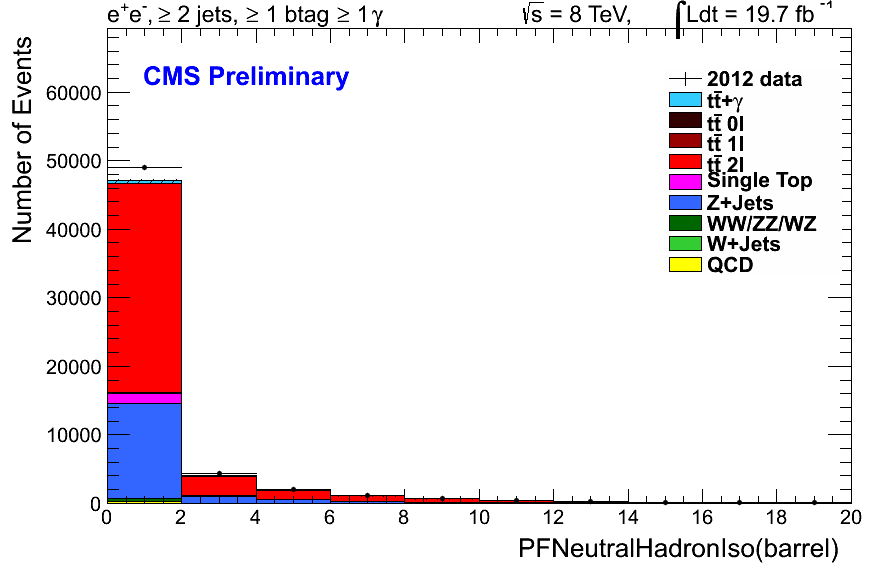 e⁺e⁻, ≥ 2 jets, ≥ 1 btag ≥ 1 γ √s = 8 TeV, ∫Ldt = 19.7 fb⁻¹
CMS Preliminary
Number of Events
60000
50000
40000
30000
20000
10000
0
2012 data
tt̄+γ
tt̄ 0l
tt̄ 1l
tt̄ 2l
Single Top
Z+Jets
WW/ZZ/WZ
W+Jets
QCD
0 2 4 6 8 10 12 14 16 18 20
PFNeutralHadronIso(barrel)